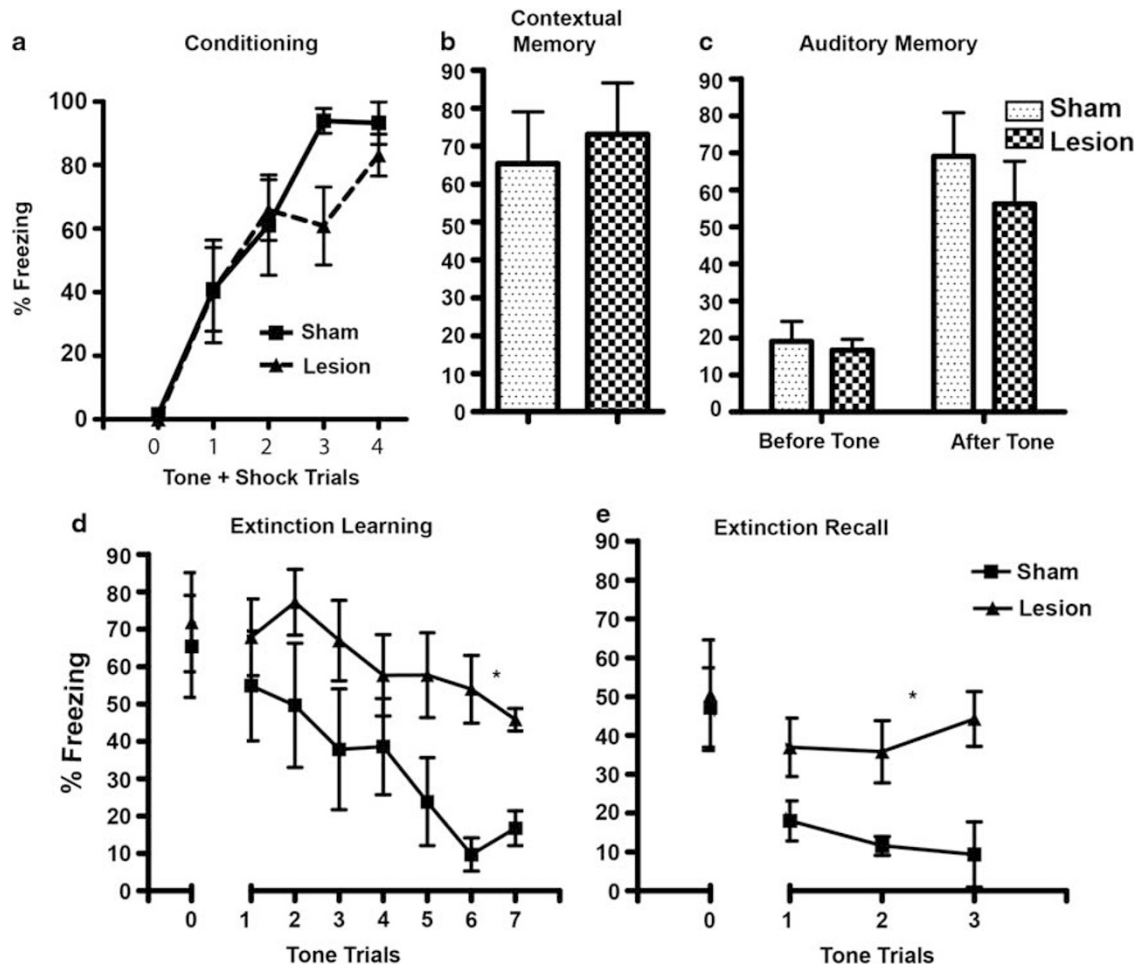 a
Conditioning
% Freezing
100
80
60
40
20
0
Sham
Lesion
0 1 2 3 4
Tone + Shock Trials
b
Contextual
Memory
90
80
70
60
50
40
30
20
10
0
c
Auditory Memory
90
80
70
60
50
40
30
20
10
0
Sham
Lesion
Before Tone After Tone
d
Extinction Learning
% Freezing
90
80
70
60
50
40
30
20
10
0
*
0 1 2 3 4 5 6 7
Tone Trials
e
Extinction Recall
90
80
70
60
50
40
30
20
10
0
Sham
Lesion
*
0 1 2 3
Tone Trials